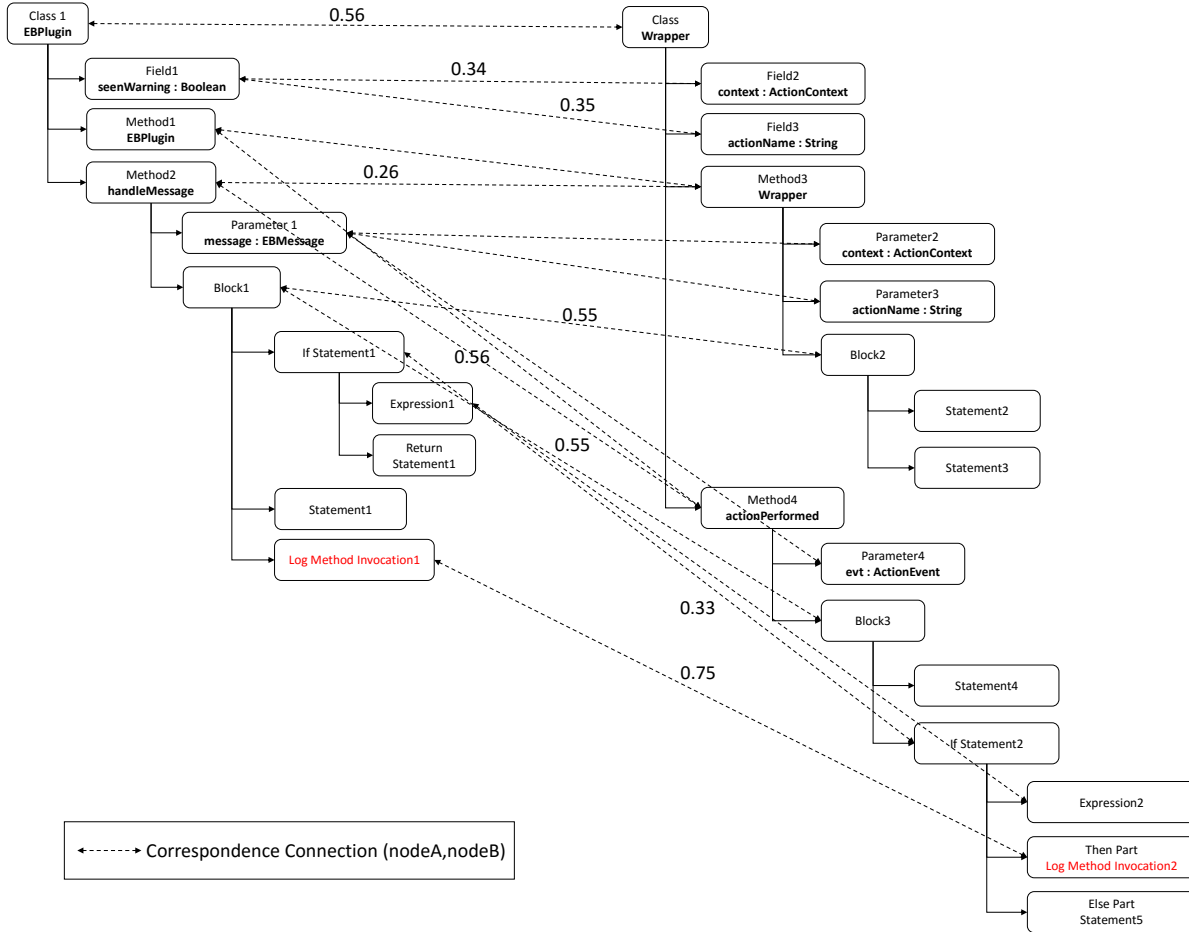 Class 1
EBPlugin
0.56
Class
Wrapper
Field1
seenWarning : Boolean
0.34
Field2
context : ActionContext
0.35
Method1
EBPlugin
Field3
actionName : String
Method2
handleMessage
0.26
Method3
Wrapper
Parameter 1
message : EBMessage
Parameter2
context : ActionContext
Block1
Parameter3
actionName : String
0.55
If Statement1
0.56
Block2
Expression1
Statement2
Return
Statement1
0.55
Statement3
Statement1
Method4
actionPerformed
Log Method Invocation1
Parameter4
evt : ActionEvent
0.33
Block3
0.75
Statement4
If Statement2
Expression2
Correspondence Connection (nodeA,nodeB)
Then Part
Log Method Invocation2
Else Part
Statement5